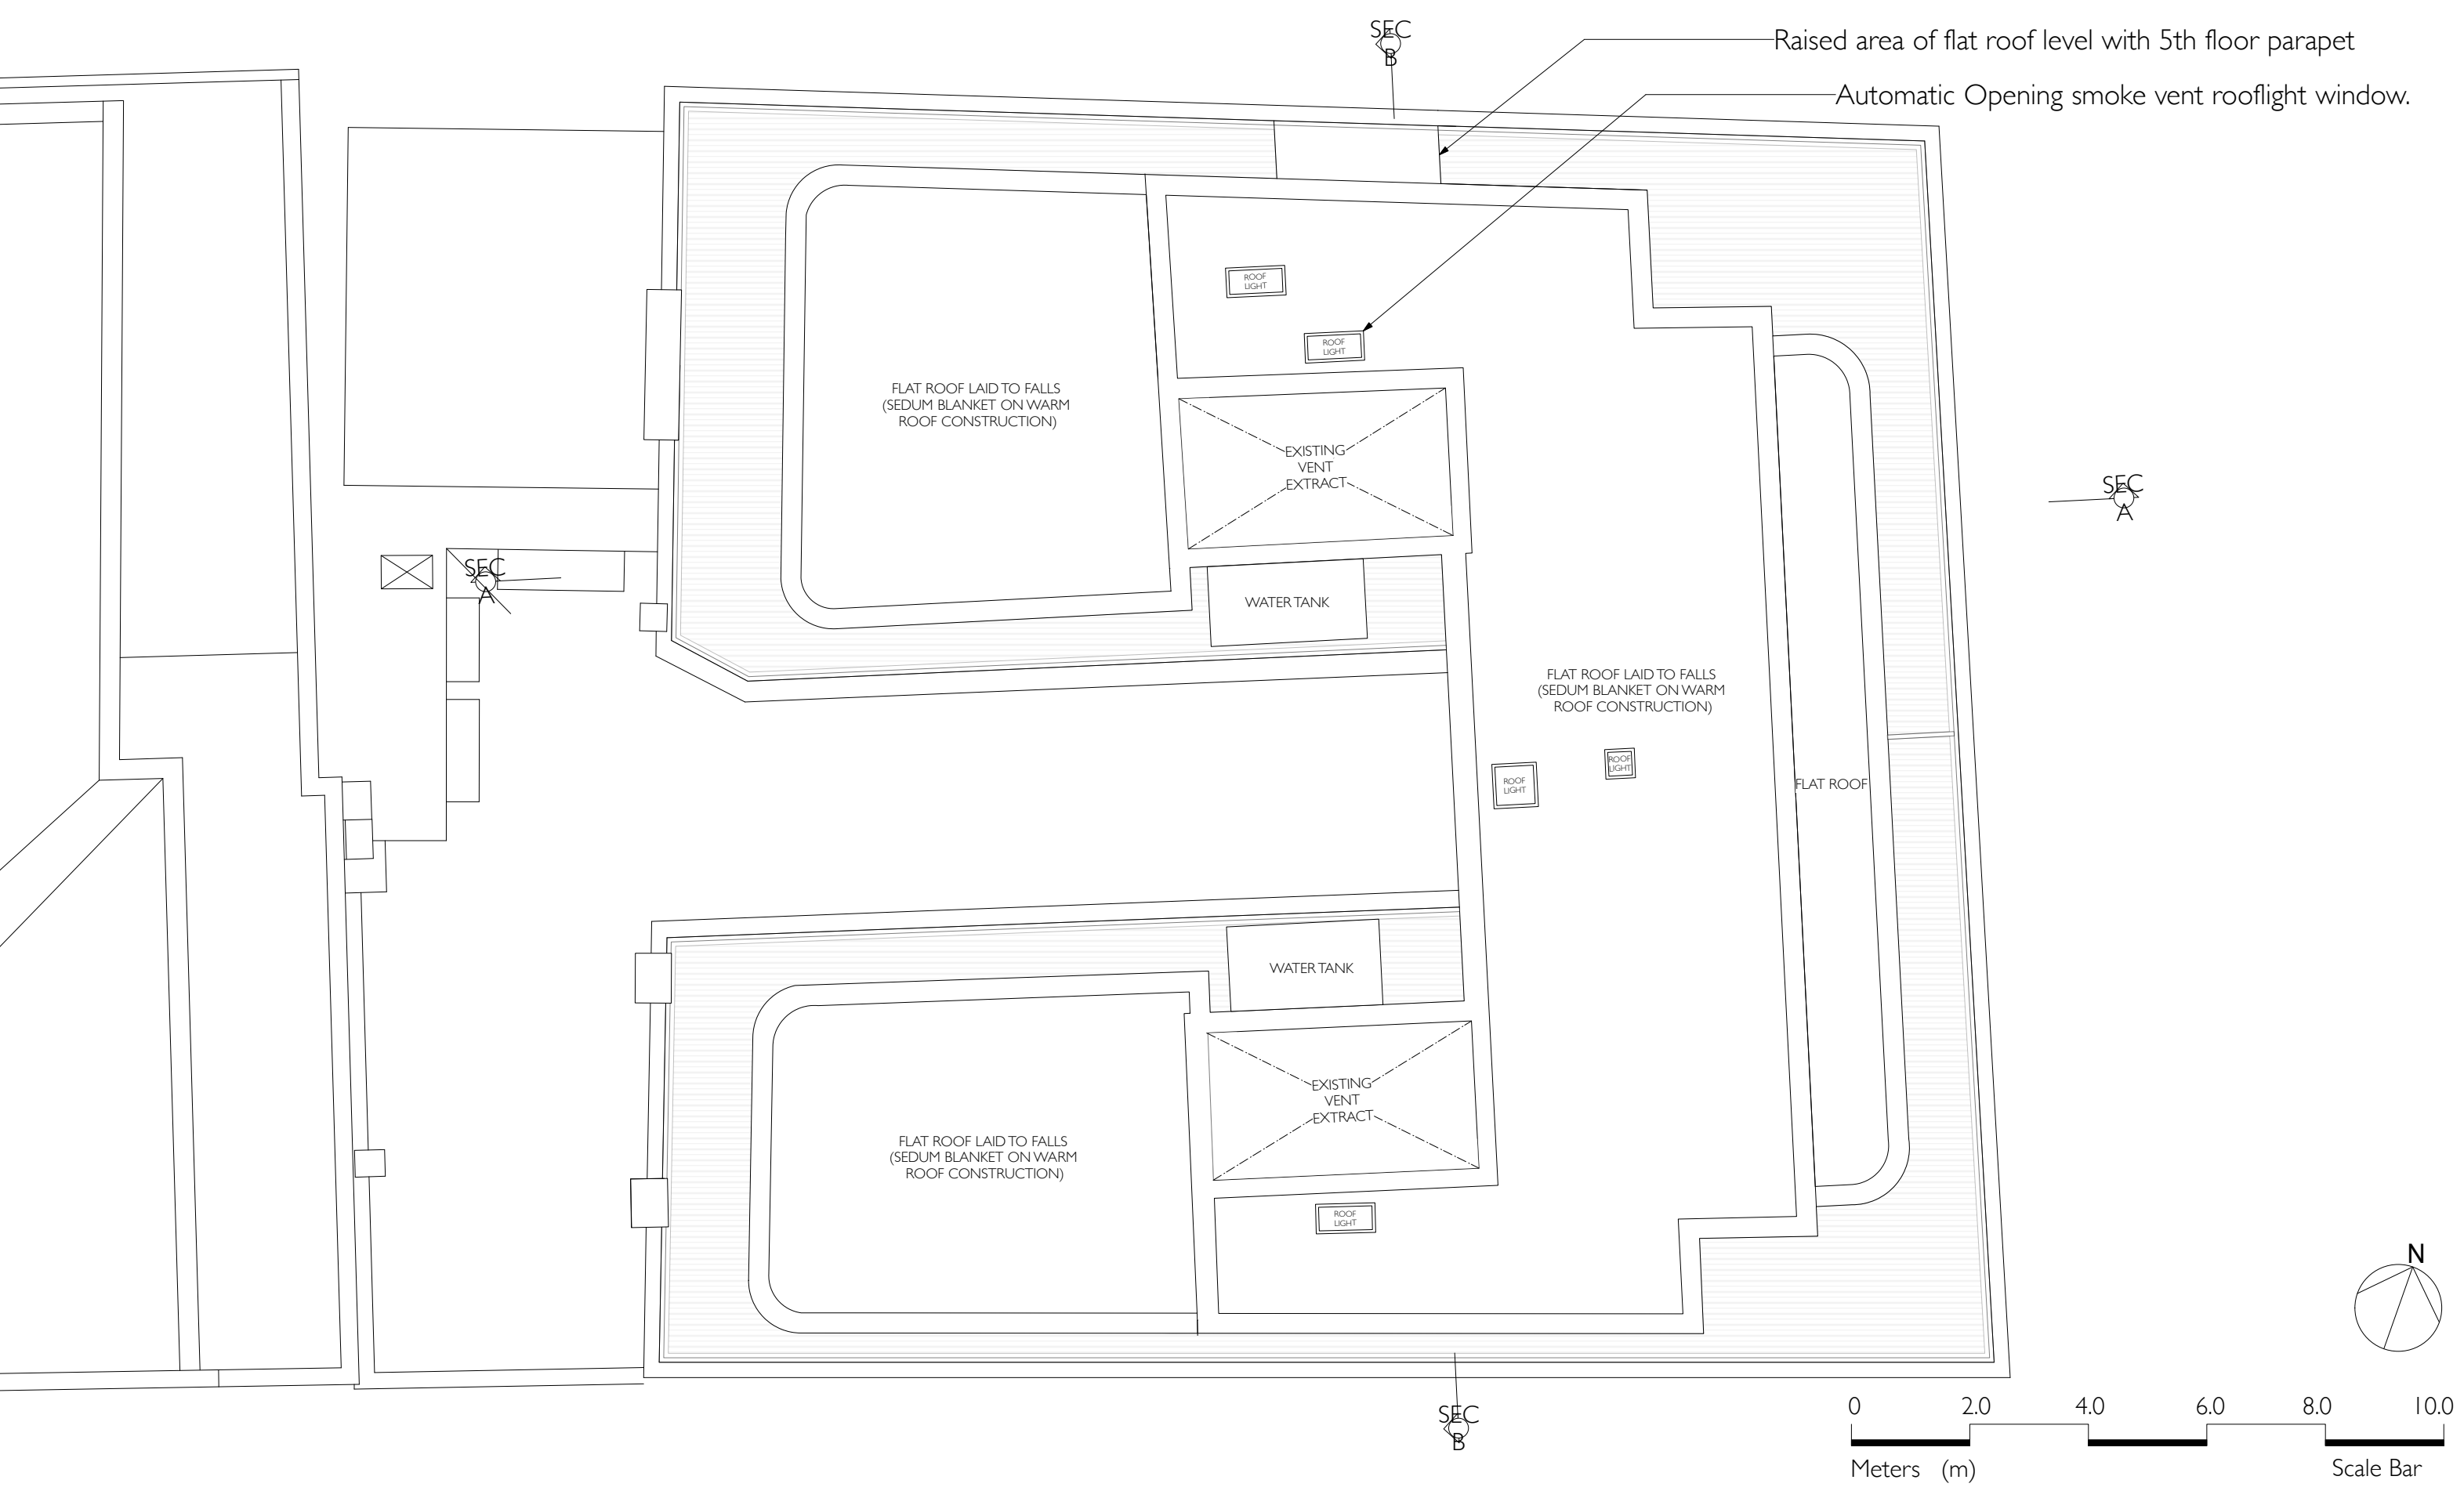 SEC
B
Raised area of flat roof level with 5th floor parapet
Automatic Opening smoke vent rooflight window.
ROOF
LIGHT
ROOF
LIGHT
FLAT ROOF LAID TO FALLS
(SEDUM BLANKET ON WARM
ROOF CONSTRUCTION)
EXISTING
VENT
EXTRACT
SEC
A
SEC
A
WATER TANK
FLAT ROOF LAID TO FALLS
(SEDUM BLANKET ON WARM
ROOF CONSTRUCTION)
ROOF
LIGHT
ROOF
LIGHT
FLAT ROOF
WATER TANK
EXISTING
VENT
EXTRACT
FLAT ROOF LAID TO FALLS
(SEDUM BLANKET ON WARM
ROOF CONSTRUCTION)
ROOF
LIGHT
N
SEC
B
0 2.0 4.0 6.0 8.0 10.0
Meters (m) Scale Bar